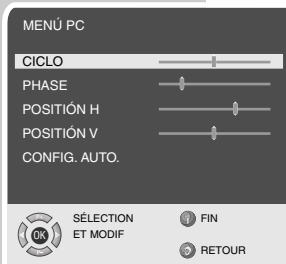 MENÚ PC
CICLO
PHASE
POSITIÓN H
POSITIÓN V
CONFIG. AUTO.
SÉLECTION
ET MODIF
OK
FIN
RETOUR